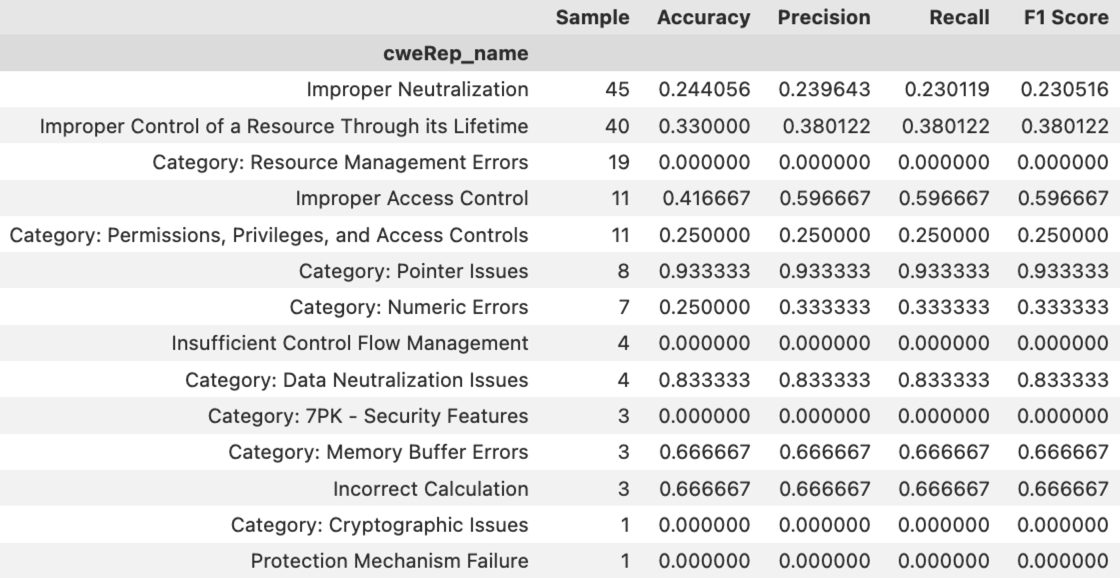 Sample Accuracy Precision Recall F1 Score
cweRep_name
Improper Neutralization 45 0.244056 0.239643 0.230119 0.230516
Improper Control of a Resource Through its Lifetime 40 0.330000 0.380122 0.380122 0.380122
Category: Resource Management Errors 19 0.000000 0.000000 0.000000 0.000000
Improper Access Control 11 0.416667 0.596667 0.596667 0.596667
Category: Permissions, Privileges, and Access Controls 11 0.250000 0.250000 0.250000 0.250000
Category: Pointer Issues 8 0.933333 0.933333 0.933333 0.933333
Category: Numeric Errors 7 0.250000 0.333333 0.333333 0.333333
Insufficient Control Flow Management 4 0.000000 0.000000 0.000000 0.000000
Category: Data Neutralization Issues 4 0.833333 0.833333 0.833333 0.833333
Category: 7PK - Security Features 3 0.000000 0.000000 0.000000 0.000000
Category: Memory Buffer Errors 3 0.666667 0.666667 0.666667 0.666667
Incorrect Calculation 3 0.666667 0.666667 0.666667 0.666667
Category: Cryptographic Issues 1 0.000000 0.000000 0.000000 0.000000
Protection Mechanism Failure 1 0.000000 0.000000 0.000000 0.000000